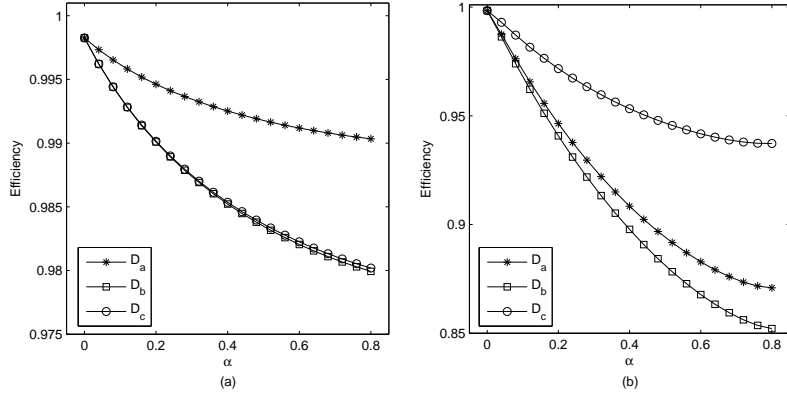 1
0.995
0.99
0.985
0.98
0.975
Efficiency
D_a
D_b
D_c
0 0.2 0.4 0.6 0.8
α
(a)
1
0.95
0.9
0.85
Efficiency
D_a
D_b
D_c
0 0.2 0.4 0.6 0.8
α
(b)